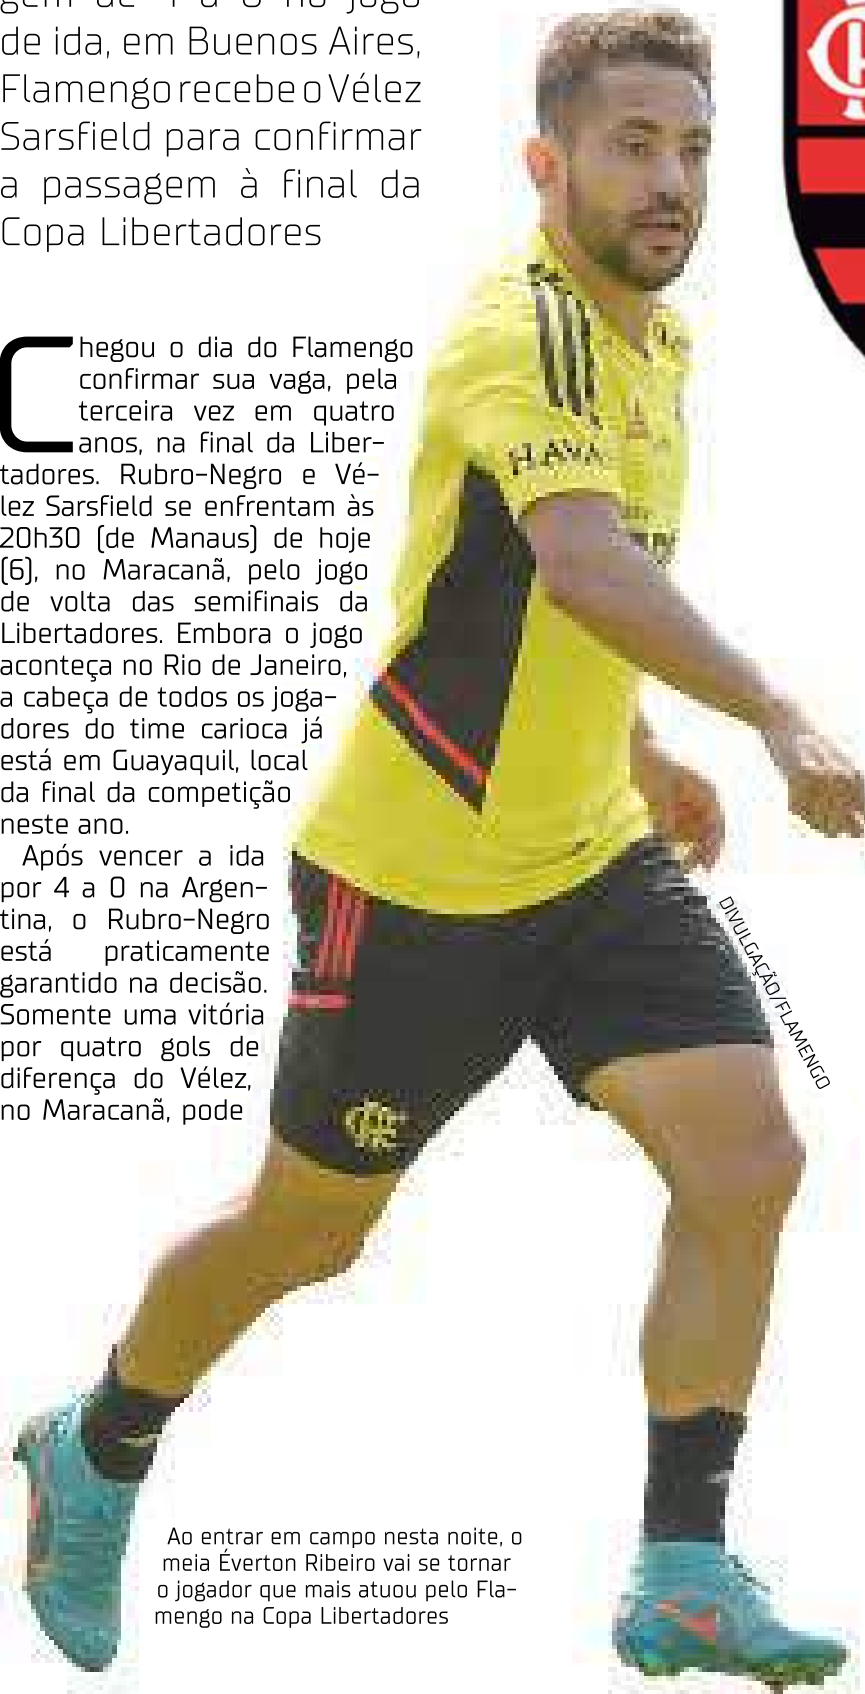 de ida, em Buenos Aires,
Flamengo recebe o Vélez
Sarsfield para confirmar
a passagem à final da
Copa Libertadores
Chegou o dia do Flamengo
confirmar sua vaga, pela
terceira vez em quatro
anos, na final da Liber-
tadores. Rubro-Negro e Vé-
lez Sarsfield se enfrentam às
20h30 (de Manaus) de hoje
(6), no Maracanã, pelo jogo
de volta das semifinais da
Libertadores. Embora o jogo
aconteça no Rio de Janeiro,
a cabeça de todos os joga-
dores do time carioca já
está em Guayaquil, local
da final da competição
neste ano.
Após vencer a ida
por 4 a 0 na Argen-
tina, o Rubro-Negro
está praticamente
garantido na decisão.
Somente uma vitória
por quatro gols de
diferença do Vélez,
no Maracanã, pode
DIVULGAÇÃO/FLAMENGO
Ao entrar em campo nesta noite, o
meia Éverton Ribeiro vai se tornar
o jogador que mais atuou pelo Fla-
mengo na Copa Libertadores